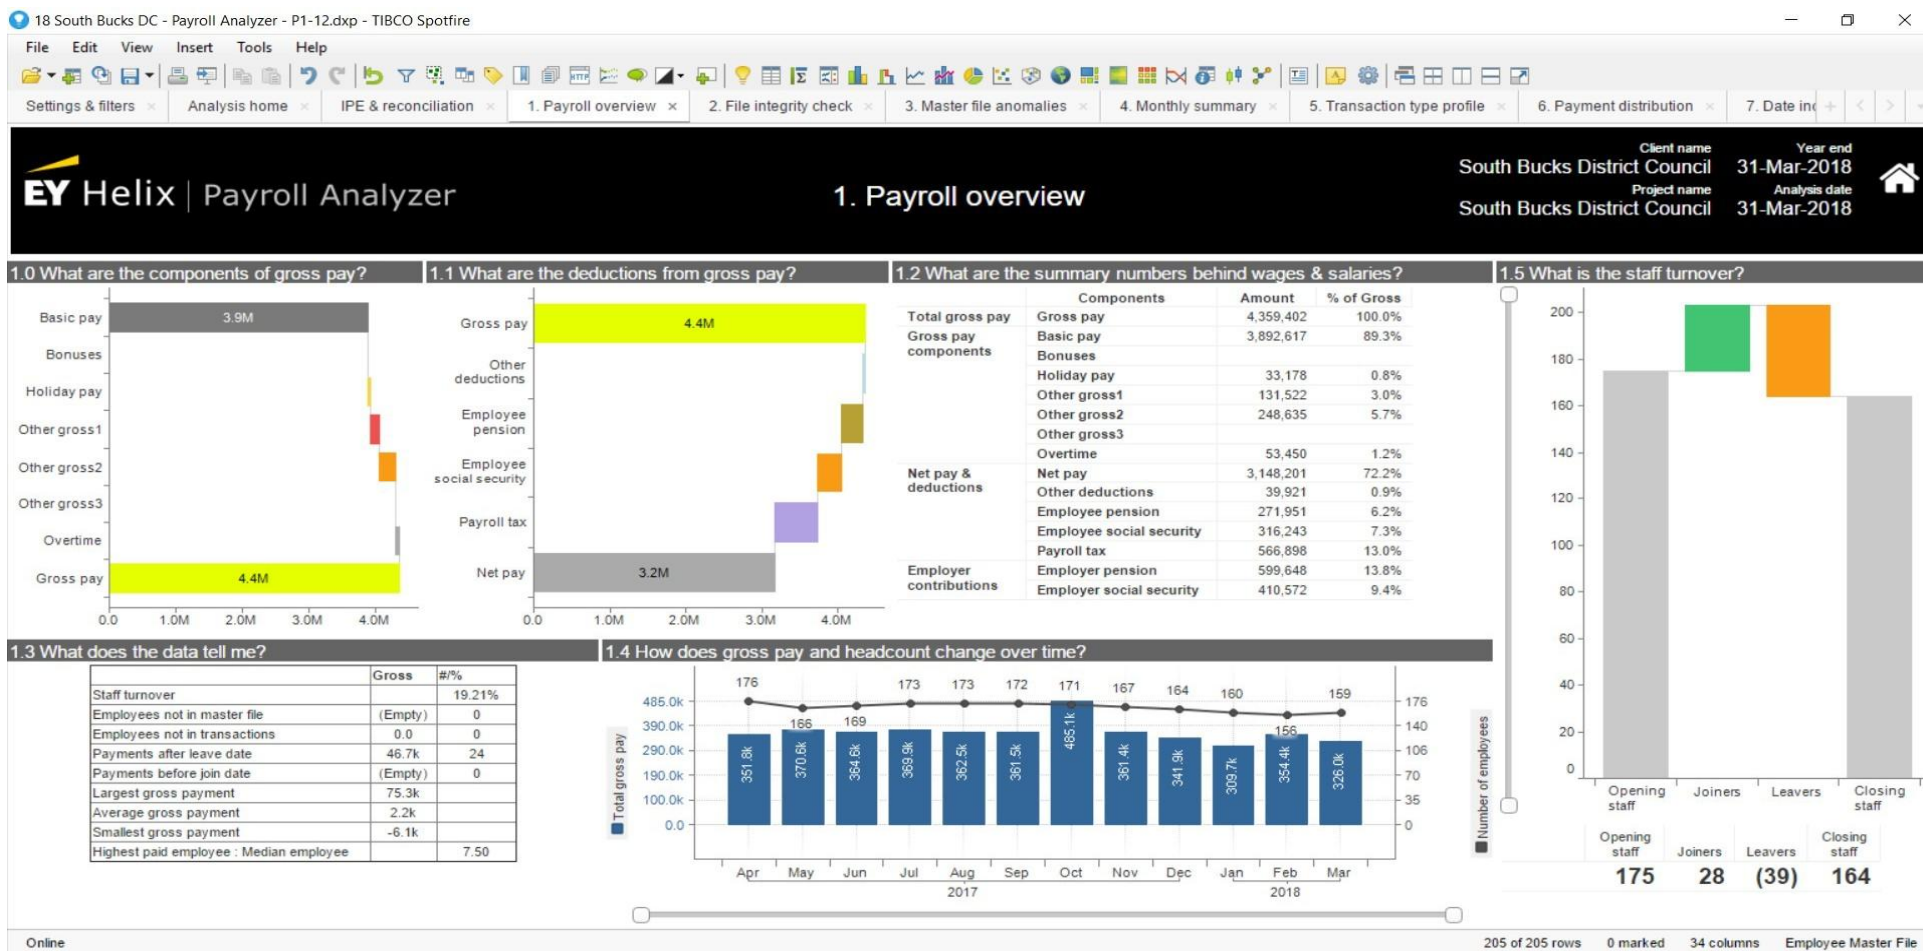 18 South Bucks DC - Payroll Analyzer - P1-12.dxp - TIBCO Spotfire
File Edit View Insert Tools Help
Settings & filters Analysis home IPE & reconciliation 1. Payroll overview 2. File integrity check 3. Master file anomalies 4. Monthly summary 5. Transaction type profile 6. Payment distribution 7. Date in
EY Helix | Payroll Analyzer
1. Payroll overview
Client name Year end
South Bucks District Council 31-Mar-2018
Project name Analysis date
South Bucks District Council 31-Mar-2018
1.0 What are the components of gross pay?
Basic pay 3.9M
Bonuses
Holiday pay
Other gross1
Other gross2
Other gross3
Overtime
Gross pay 4.4M
0.0 1.0M 2.0M 3.0M 4.0M
1.1 What are the deductions from gross pay?
Gross pay 4.4M
Other
deductions
Employee
pension
Employee
social security
Payroll tax
Net pay 3.2M
0.0 1.0M 2.0M 3.0M 4.0M
1.2 What are the summary numbers behind wages & salaries?
Components Amount % of Gross
Total gross pay Gross pay 4,359,402 100.0%
Gross pay Basic pay 3,892,617 89.3%
components Bonuses
Holiday pay 33,178 0.8%
Other gross1 131,522 3.0%
Other gross2 248,635 5.7%
Other gross3
Overtime 53,450 1.2%
Net pay & Net pay 3,148,201 72.2%
deductions Other deductions 39,921 0.9%
Employee pension 271,951 6.2%
Employee social security 316,243 7.3%
Payroll tax 566,898 13.0%
Employer Employer pension 599,648 13.8%
contributions Employer social security 410,572 9.4%
1.5 What is the staff turnover?
200
180
160
140
120
100
80
60
40
20
0
Opening Joiners Leavers Closing
staff staff
Opening Closing
staff Joiners Leavers staff
175 28 (39) 164
1.3 What does the data tell me?
Gross #/%
Staff turnover 19.21%
Employees not in master file (Empty) 0
Employees not in transactions 0.0 0
Payments after leave date 46.7k 24
Payments before join date (Empty) 0
Largest gross payment 75.3k
Average gross payment 2.2k
Smallest gross payment -6.1k
Highest paid employee : Median employee 7.50
1.4 How does gross pay and headcount change over time?
Total gross pay
485.0k
390.0k
290.0k
190.0k
100.0k
0.0
176 166 169 173 173 172 171 167 164 160 156 159
351.8k 370.6k 364.6k 369.9k 362.5k 361.5k 485.1k 361.4k 341.9k 309.7k 354.4k 326.0k
176
140
106
70
35
0
Number of employees
Apr May Jun Jul Aug Sep Oct Nov Dec Jan Feb Mar
2017 2018
Online 205 of 205 rows 0 marked 34 columns Employee Master File